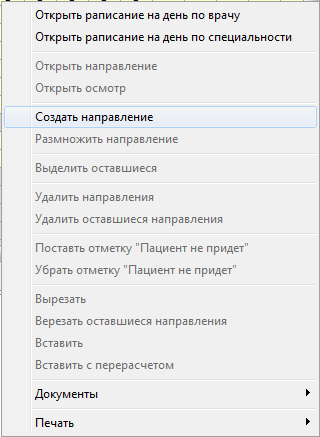 Открыть раписание на день по врачу
Открыть раписание на день по специальности
Открыть направление
Открыть осмотр
Создать направление
Размножить направление
Выделить оставшиеся
Удалить направления
Удалить оставшиеся направления
Поставть отметку "Пациент не придет"
Убрать отметку "Пациент не придет"
Вырезать
Верезать оставшиеся направления
Вставить
Вставить с перерасчетом
Документы
Печать